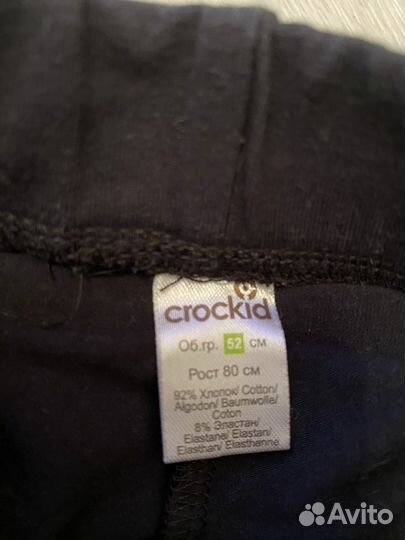 crockid
Об.гр. 52 см
Рост 80 см
92% Хлопок/ Cotton/
Algodon/ Baumwolle/
Coton
8% Эластан/
Elastane/ Elastan/
Elasthan/ Elasthenne
Avito